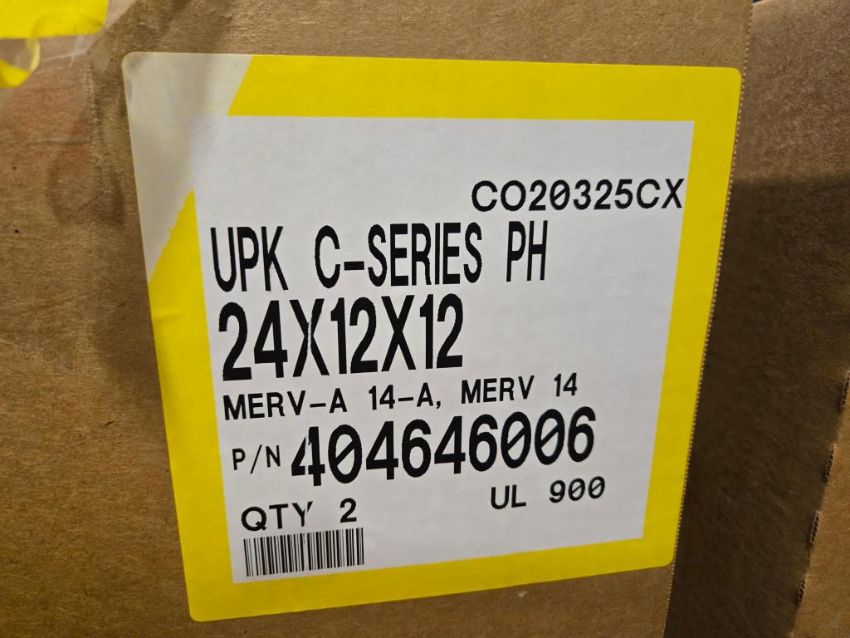 CO20325CX
UPK C-SERIES PH
24X12X12
MERV-A 14-A, MERV 14
P/N 404646006
QTY 2 UL 900